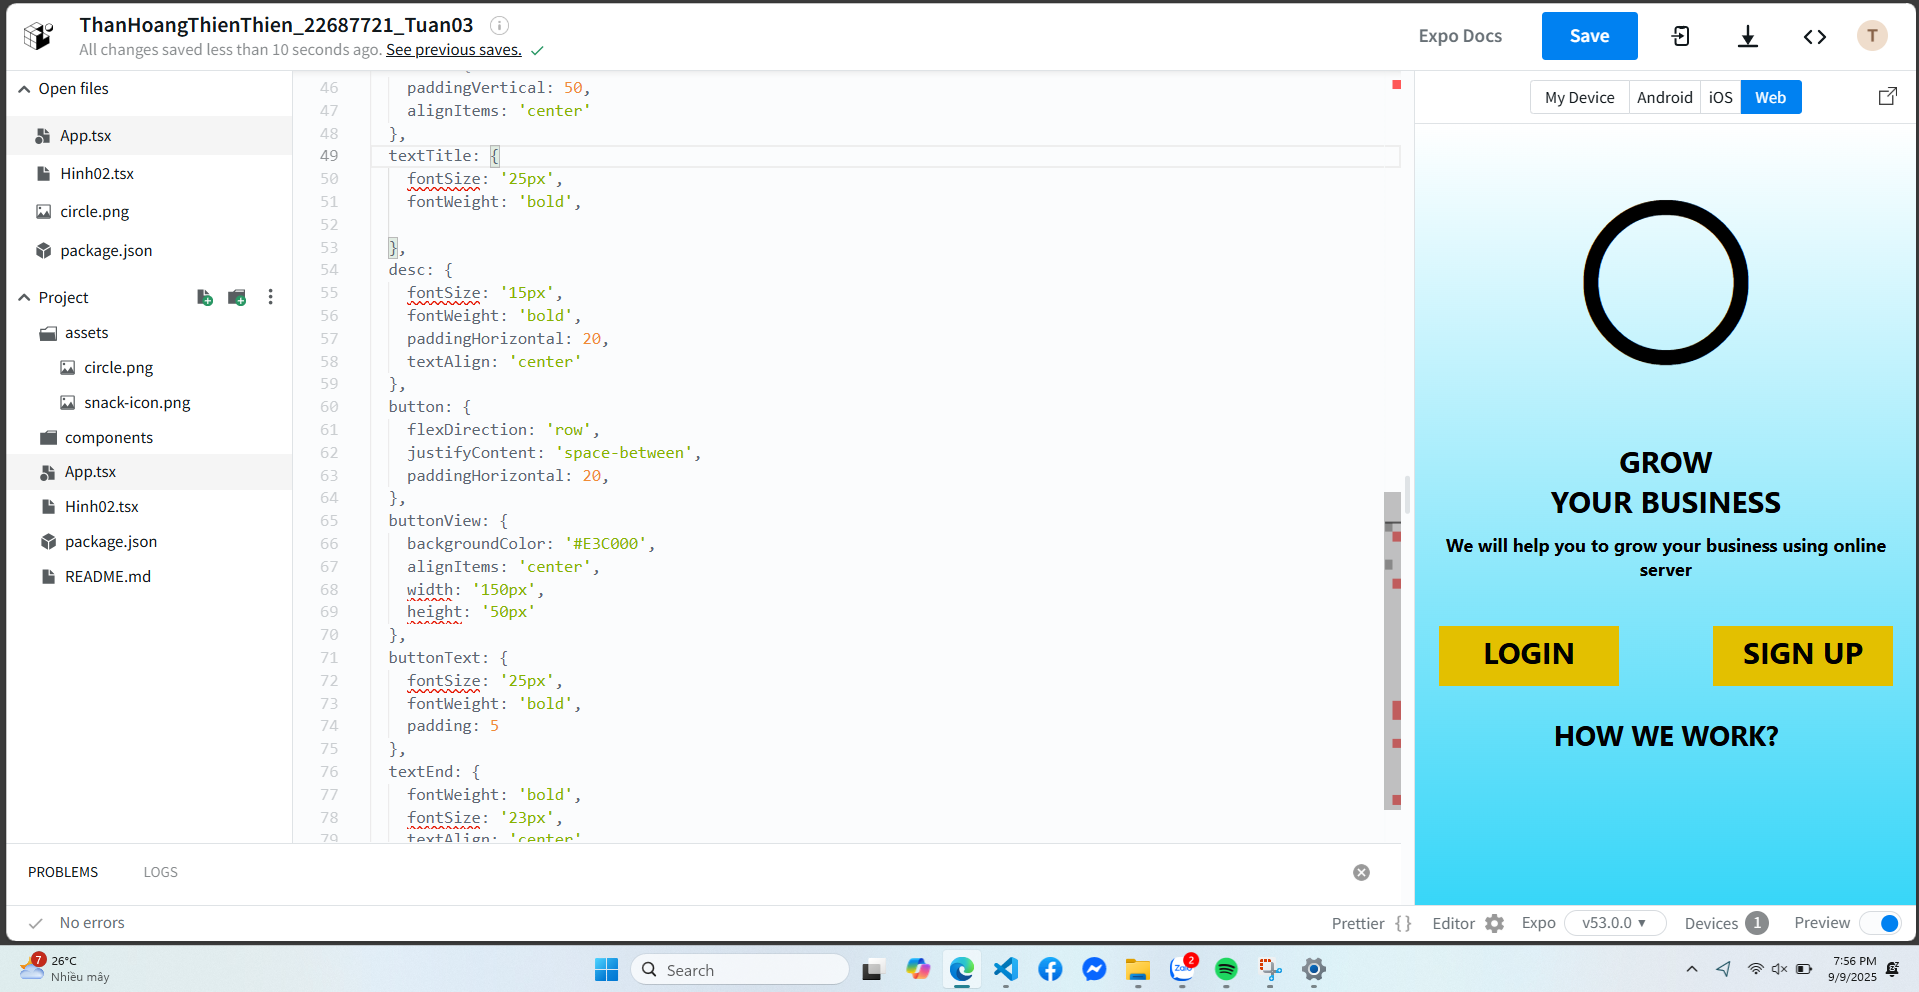 ThanHoangThienThien_22687721_Tuan03
All changes saved less than 10 seconds ago. See previous saves.
Expo Docs
Save
T
Open files
App.tsx
Hinh02.tsx
circle.png
package.json
Project
assets
circle.png
snack-icon.png
components
App.tsx
Hinh02.tsx
package.json
README.md
46 paddingVertical: 50,
47 alignItems: 'center'
48 },
49 textTitle: {
50 fontSize: '25px',
51 fontWeight: 'bold',
52
53 },
54 desc: {
55 fontSize: '15px',
56 fontWeight: 'bold',
57 paddingHorizontal: 20,
58 textAlign: 'center'
59 },
60 button: {
61 flexDirection: 'row',
62 justifyContent: 'space-between',
63 paddingHorizontal: 20,
64 },
65 buttonView: {
66 backgroundColor: '#E3C000',
67 alignItems: 'center',
68 width: '150px',
69 height: '50px'
70 },
71 buttonText: {
72 fontSize: '25px',
73 fontWeight: 'bold',
74 padding: 5
75 },
76 textEnd: {
77 fontWeight: 'bold',
78 fontSize: '23px',
79 textAlign: 'center'
My Device Android iOS Web
GROW
YOUR BUSINESS
We will help you to grow your business using online
server
LOGIN SIGN UP
HOW WE WORK?
PROBLEMS LOGS
No errors
Prettier { } Editor Expo v53.0.0 Devices 1 Preview
7
26°C
Nhiều mây
Search
Zalo
2
7:56 PM
9/9/2025